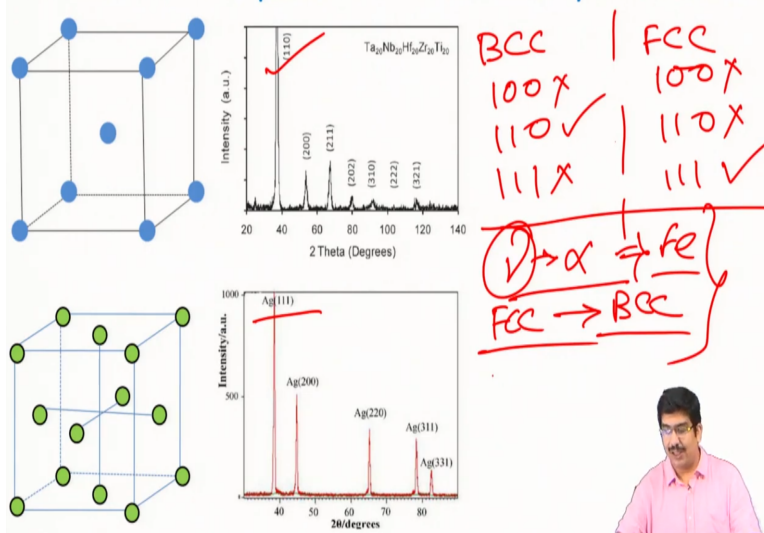 Ta20Nb20Hf20Zr20Ti20
(110)
(200)
(211)
(202)
(310)
(222)
(321)
Intensity (a.u.)
20 40 60 80 100 120 140
2 Theta (Degrees)
BCC | FCC
100 x 100 x
110 ✓ 110 x
111 x 111 ✓
γ → α ⇒ Fe
FCC → BCC
1000
500
0
Ag(111)
Ag(200)
Ag(220)
Ag(311)
Ag(331)
Intensity/a.u.
40 50 60 70 80
2θ/degrees